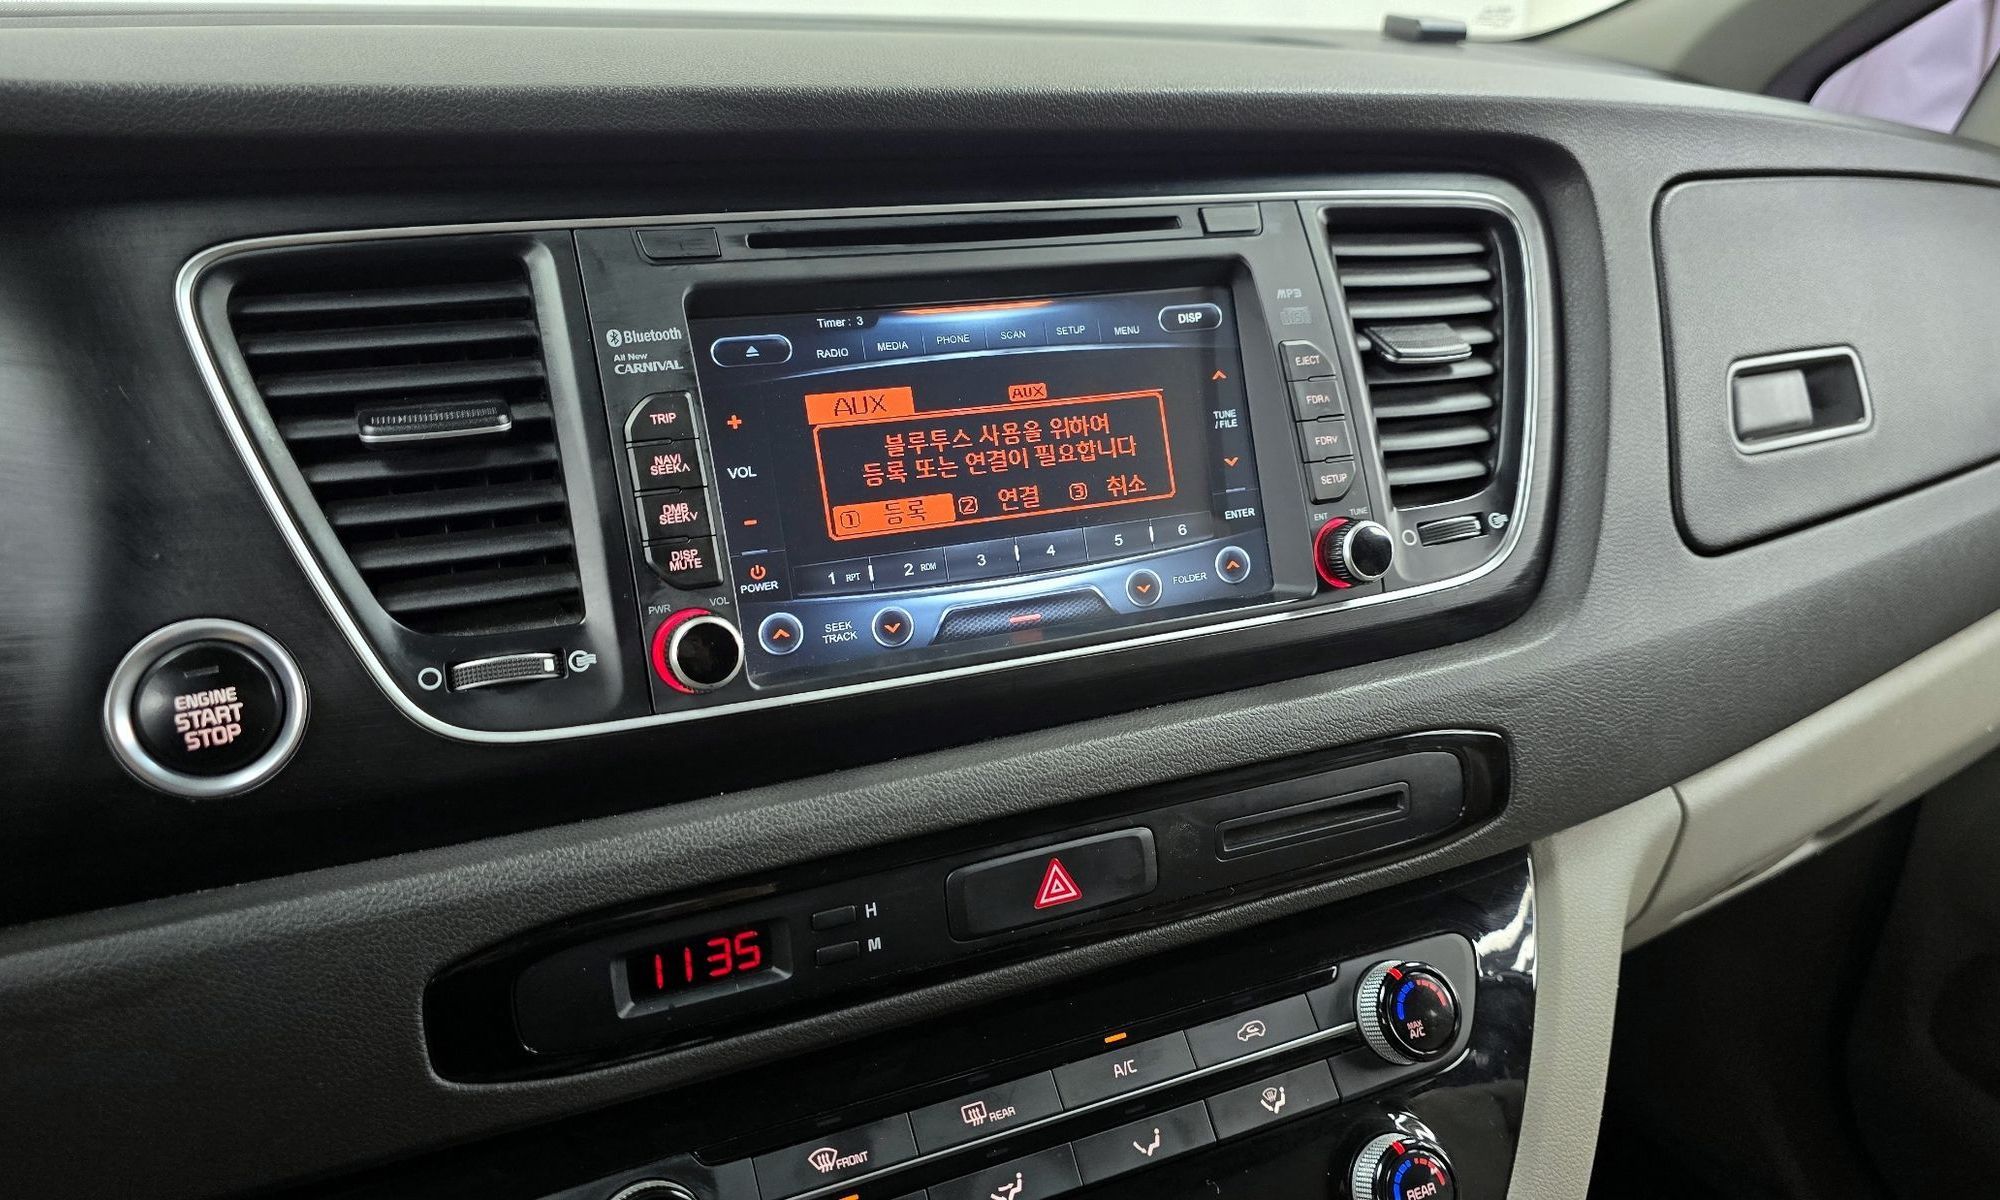 Bluetooth
All New
CARNIVAL
TRIP
NAVI
SEEK∧
DMB
SEEK∨
DISP
MUTE
PWR
VOL
Timer : 3
RADIO
MEDIA
PHONE
SCAN
SETUP
MENU
DISP
+
VOL
-
POWER
AUX
AUX
블루투스 사용을 위하여
등록 또는 연결이 필요합니다
1 등록 2 연결 3 취소
TUNE
/FILE
ENTER
1 RPT
2 RDM
3
4
5
6
SEEK
TRACK
FOLDER
MP3
EJECT
FDR∧
FDR∨
SETUP
ENT
TUNE
ENGINE
START
STOP
1135
H
M
MAX
A/C
A/C
REAR
FRONT
REAR